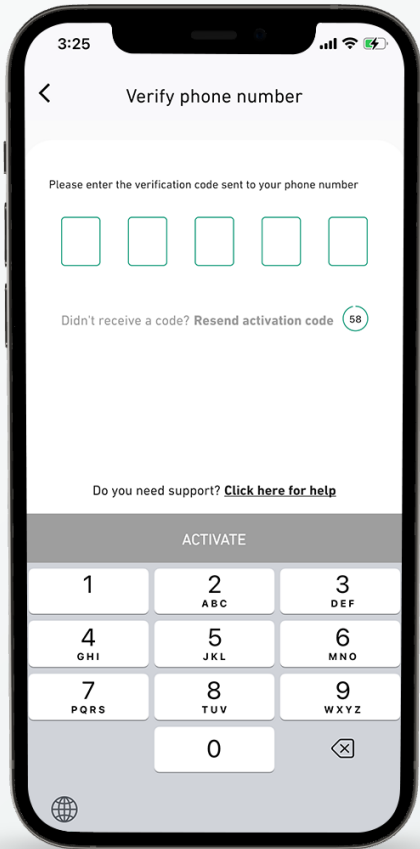 3:25
Verify phone number
Please enter the verification code sent to your phone number
Didn't receive a code? Resend activation code 58
Do you need support? Click here for help
ACTIVATE
1 2 3
ABC DEF
4 5 6
GHI JKL MNO
7 8 9
PQRS TUV WXYZ
0